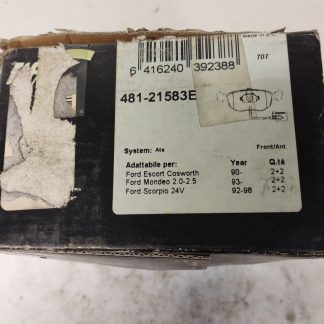 6 416240 392388
707
481-21583E
System: Ate
Front/Ant
Adattabile per: Year Q.tà
Ford Escort Cosworth 90- 2+2
Ford Mondeo 2.0-2.5 93- 2+2
Ford Scorpio 24V 92-98 2+2